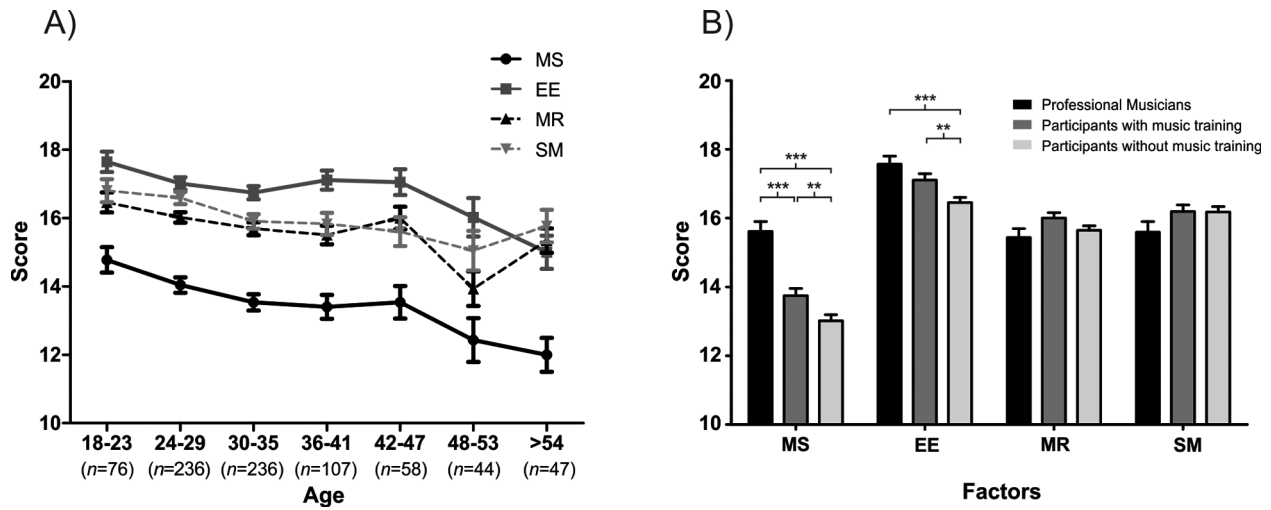 A)
MS
EE
MR
SM
20
18
16
14
12
10
Score
18-23 24-29 30-35 36-41 42-47 48-53 >54
(n=76) (n=236) (n=236) (n=107) (n=58) (n=44) (n=47)
Age
B)
Professional Musicians
Participants with music training
Participants without music training
20
18
16
14
12
10
Score
***
**
***
*** **
MS EE MR SM
Factors